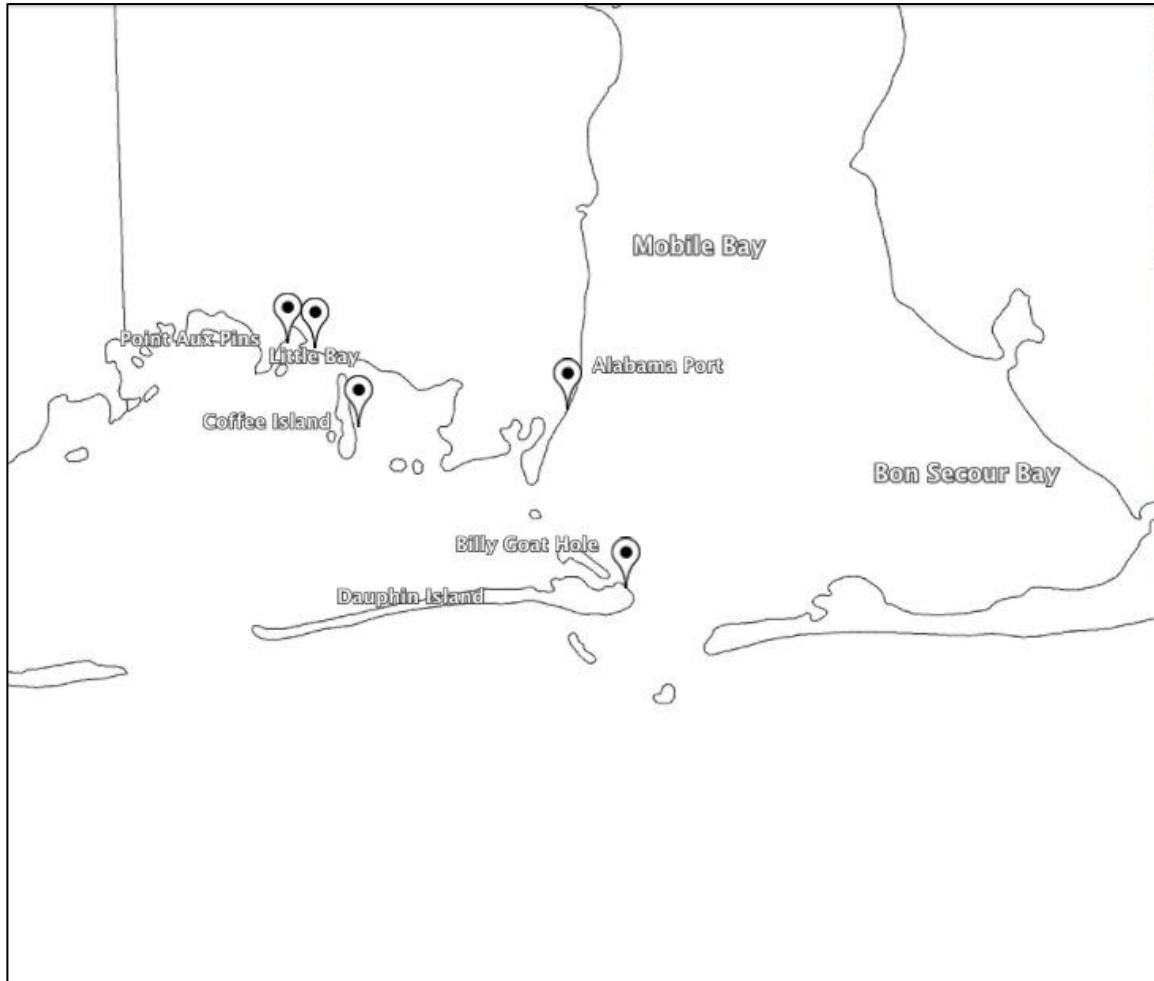 Mobile Bay
Point Aux Pins
Little Bay
Alabama Port
Coffee Island
Bon Secour Bay
Billy Goat Hole
Dauphin Island